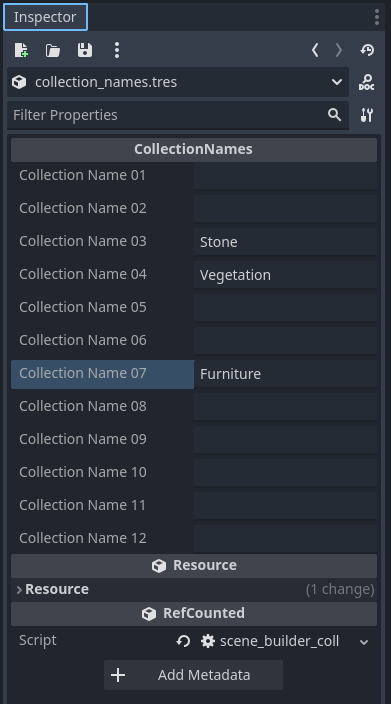 Inspector
collection_names.tres
DOC
Filter Properties
CollectionNames
Collection Name 01
Collection Name 02
Collection Name 03 Stone
Collection Name 04 Vegetation
Collection Name 05
Collection Name 06
Collection Name 07 Furniture
Collection Name 08
Collection Name 09
Collection Name 10
Collection Name 11
Collection Name 12
Resource
Resource (1 change)
RefCounted
Script scene_builder_coll
Add Metadata